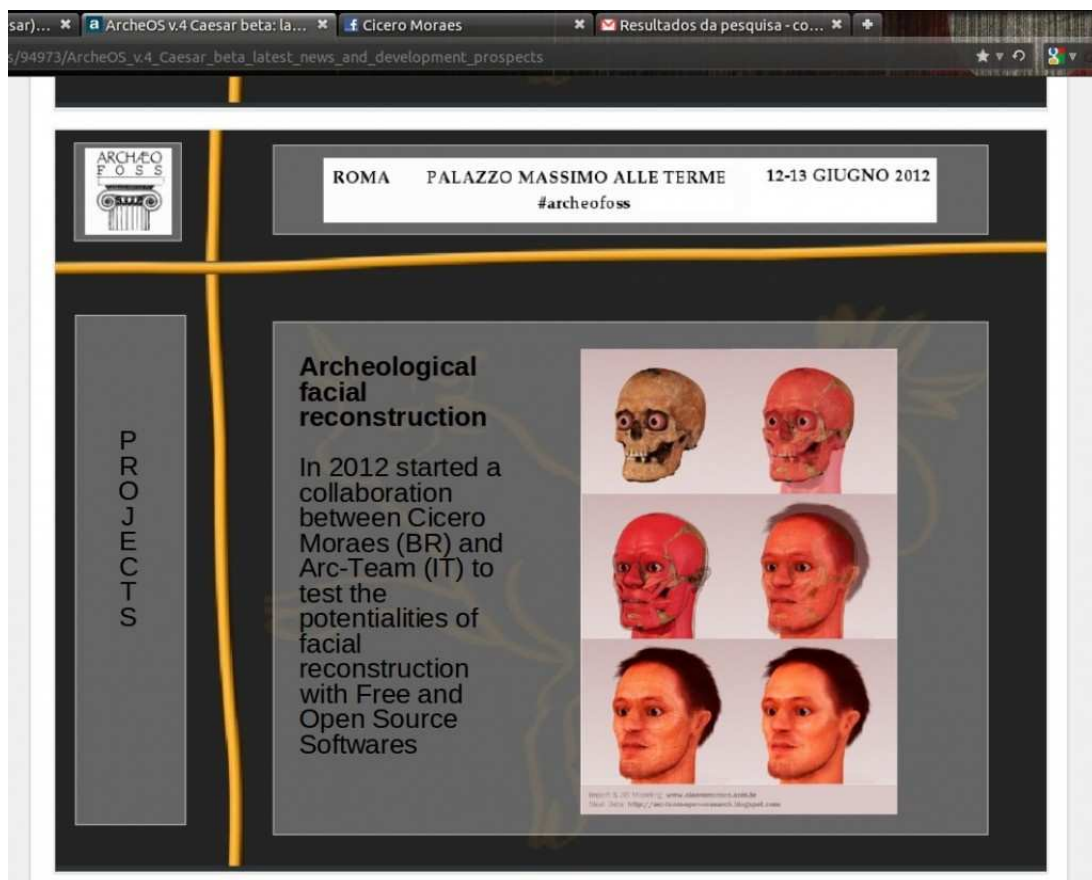 sar)...
ArcheOS v.4 Caesar beta: la...
Cicero Moraes
Resultados da pesquisa - co...
s/94973/ArcheOS_v.4_Caesar_beta_latest_news_and_development_prospects
ARCHÆO
FOSS
ROMA PALAZZO MASSIMO ALLE TERME 12-13 GIUGNO 2012
#archeofoss
PROJECTS
Archeological
facial
reconstruction
In 2012 started a
collaboration
between Cicero
Moraes (BR) and
Arc-Team (IT) to
test the
potentialities of
facial
reconstruction
with Free and
Open Source
Softwares